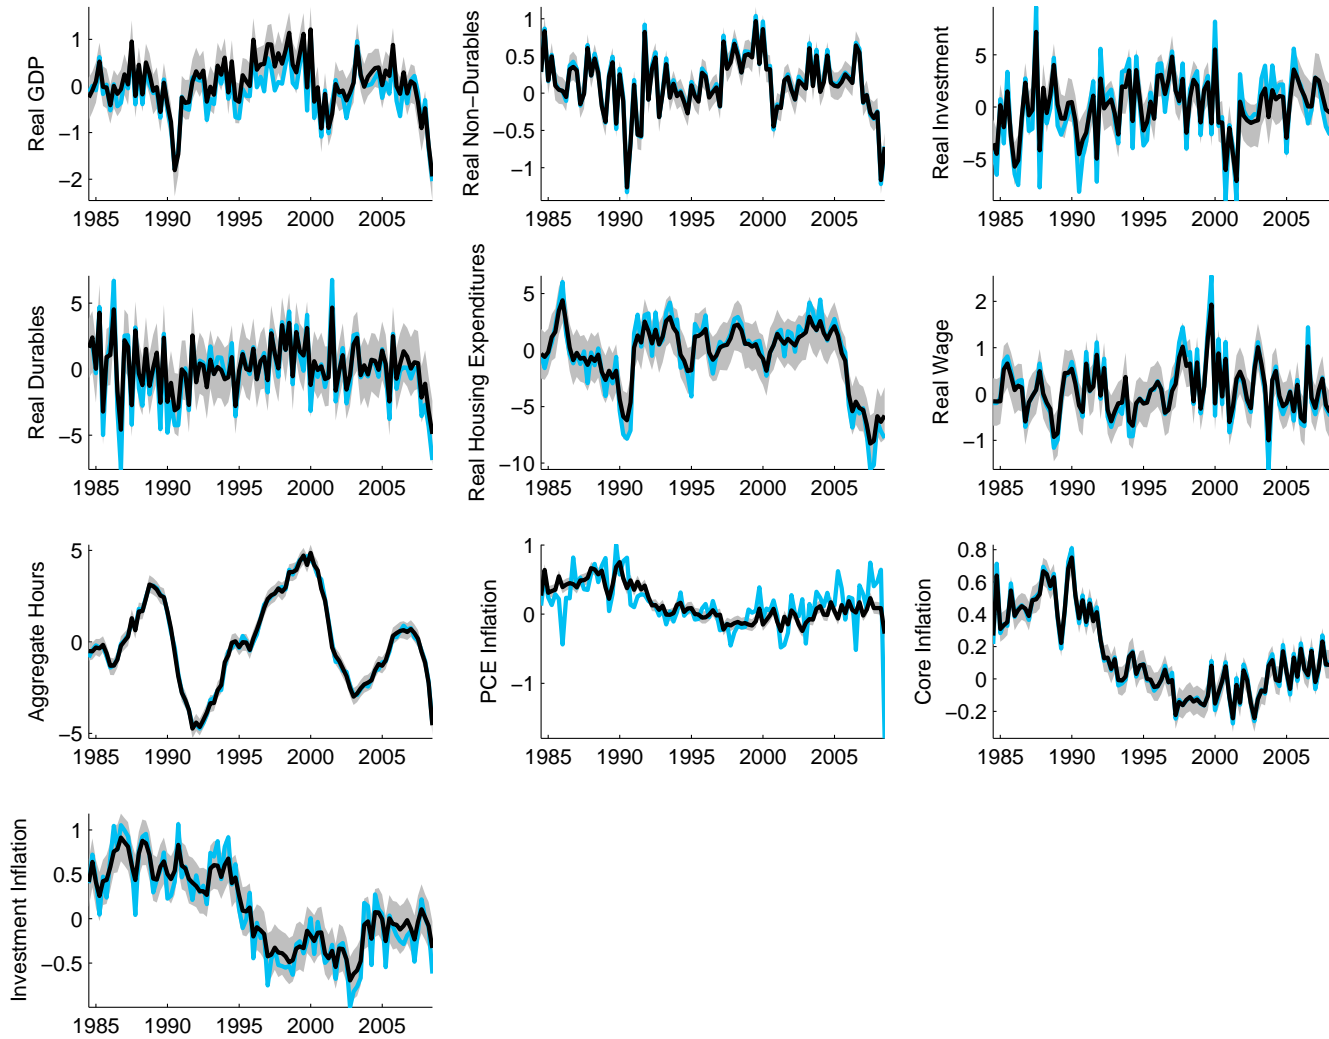 Real GDP
1
0
−1
−2
1985 1990 1995 2000 2005
Real Non−Durables
1
0.5
0
−0.5
−1
1985 1990 1995 2000 2005
Real Investment
5
0
−5
1985 1990 1995 2000 2005
Real Durables
5
0
−5
1985 1990 1995 2000 2005
Real Housing Expenditures
5
0
−5
−10
1985 1990 1995 2000 2005
Real Wage
2
1
0
−1
1985 1990 1995 2000 2005
Aggregate Hours
5
0
−5
1985 1990 1995 2000 2005
PCE Inflation
1
0
−1
1985 1990 1995 2000 2005
Core Inflation
0.8
0.6
0.4
0.2
0
−0.2
1985 1990 1995 2000 2005
Investment Inflation
1
0.5
0
−0.5
1985 1990 1995 2000 2005